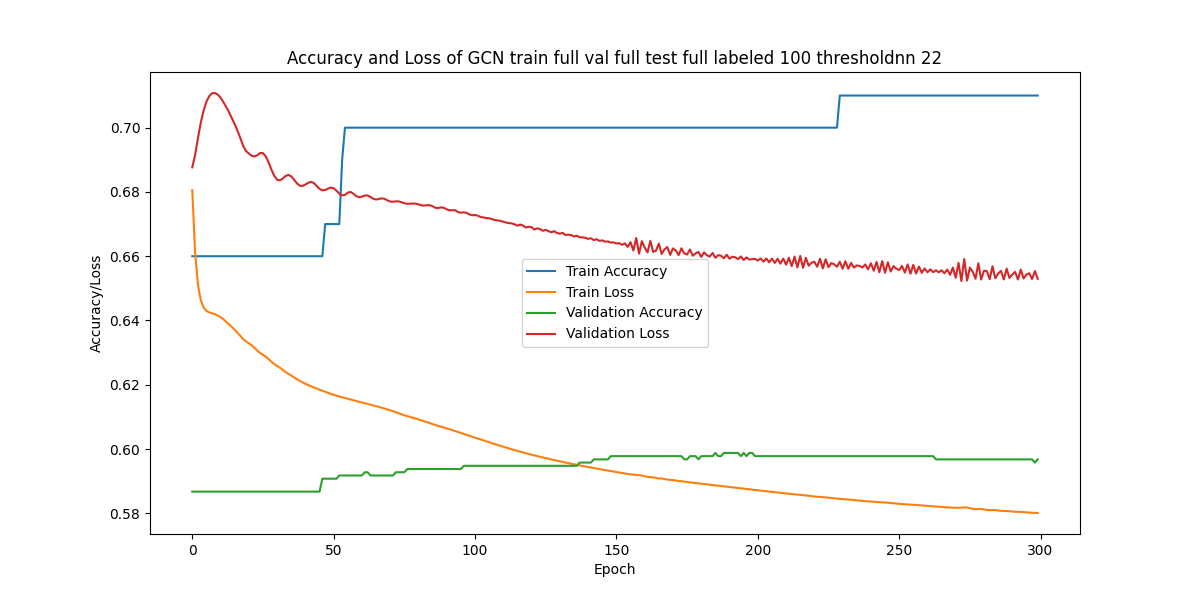 Accuracy and Loss of GCN train full val full test full labeled 100 thresholdnn 22
Accuracy/Loss
0.70
0.68
0.66
0.64
0.62
0.60
0.58
Train Accuracy
Train Loss
Validation Accuracy
Validation Loss
0 50 100 150 200 250 300
Epoch